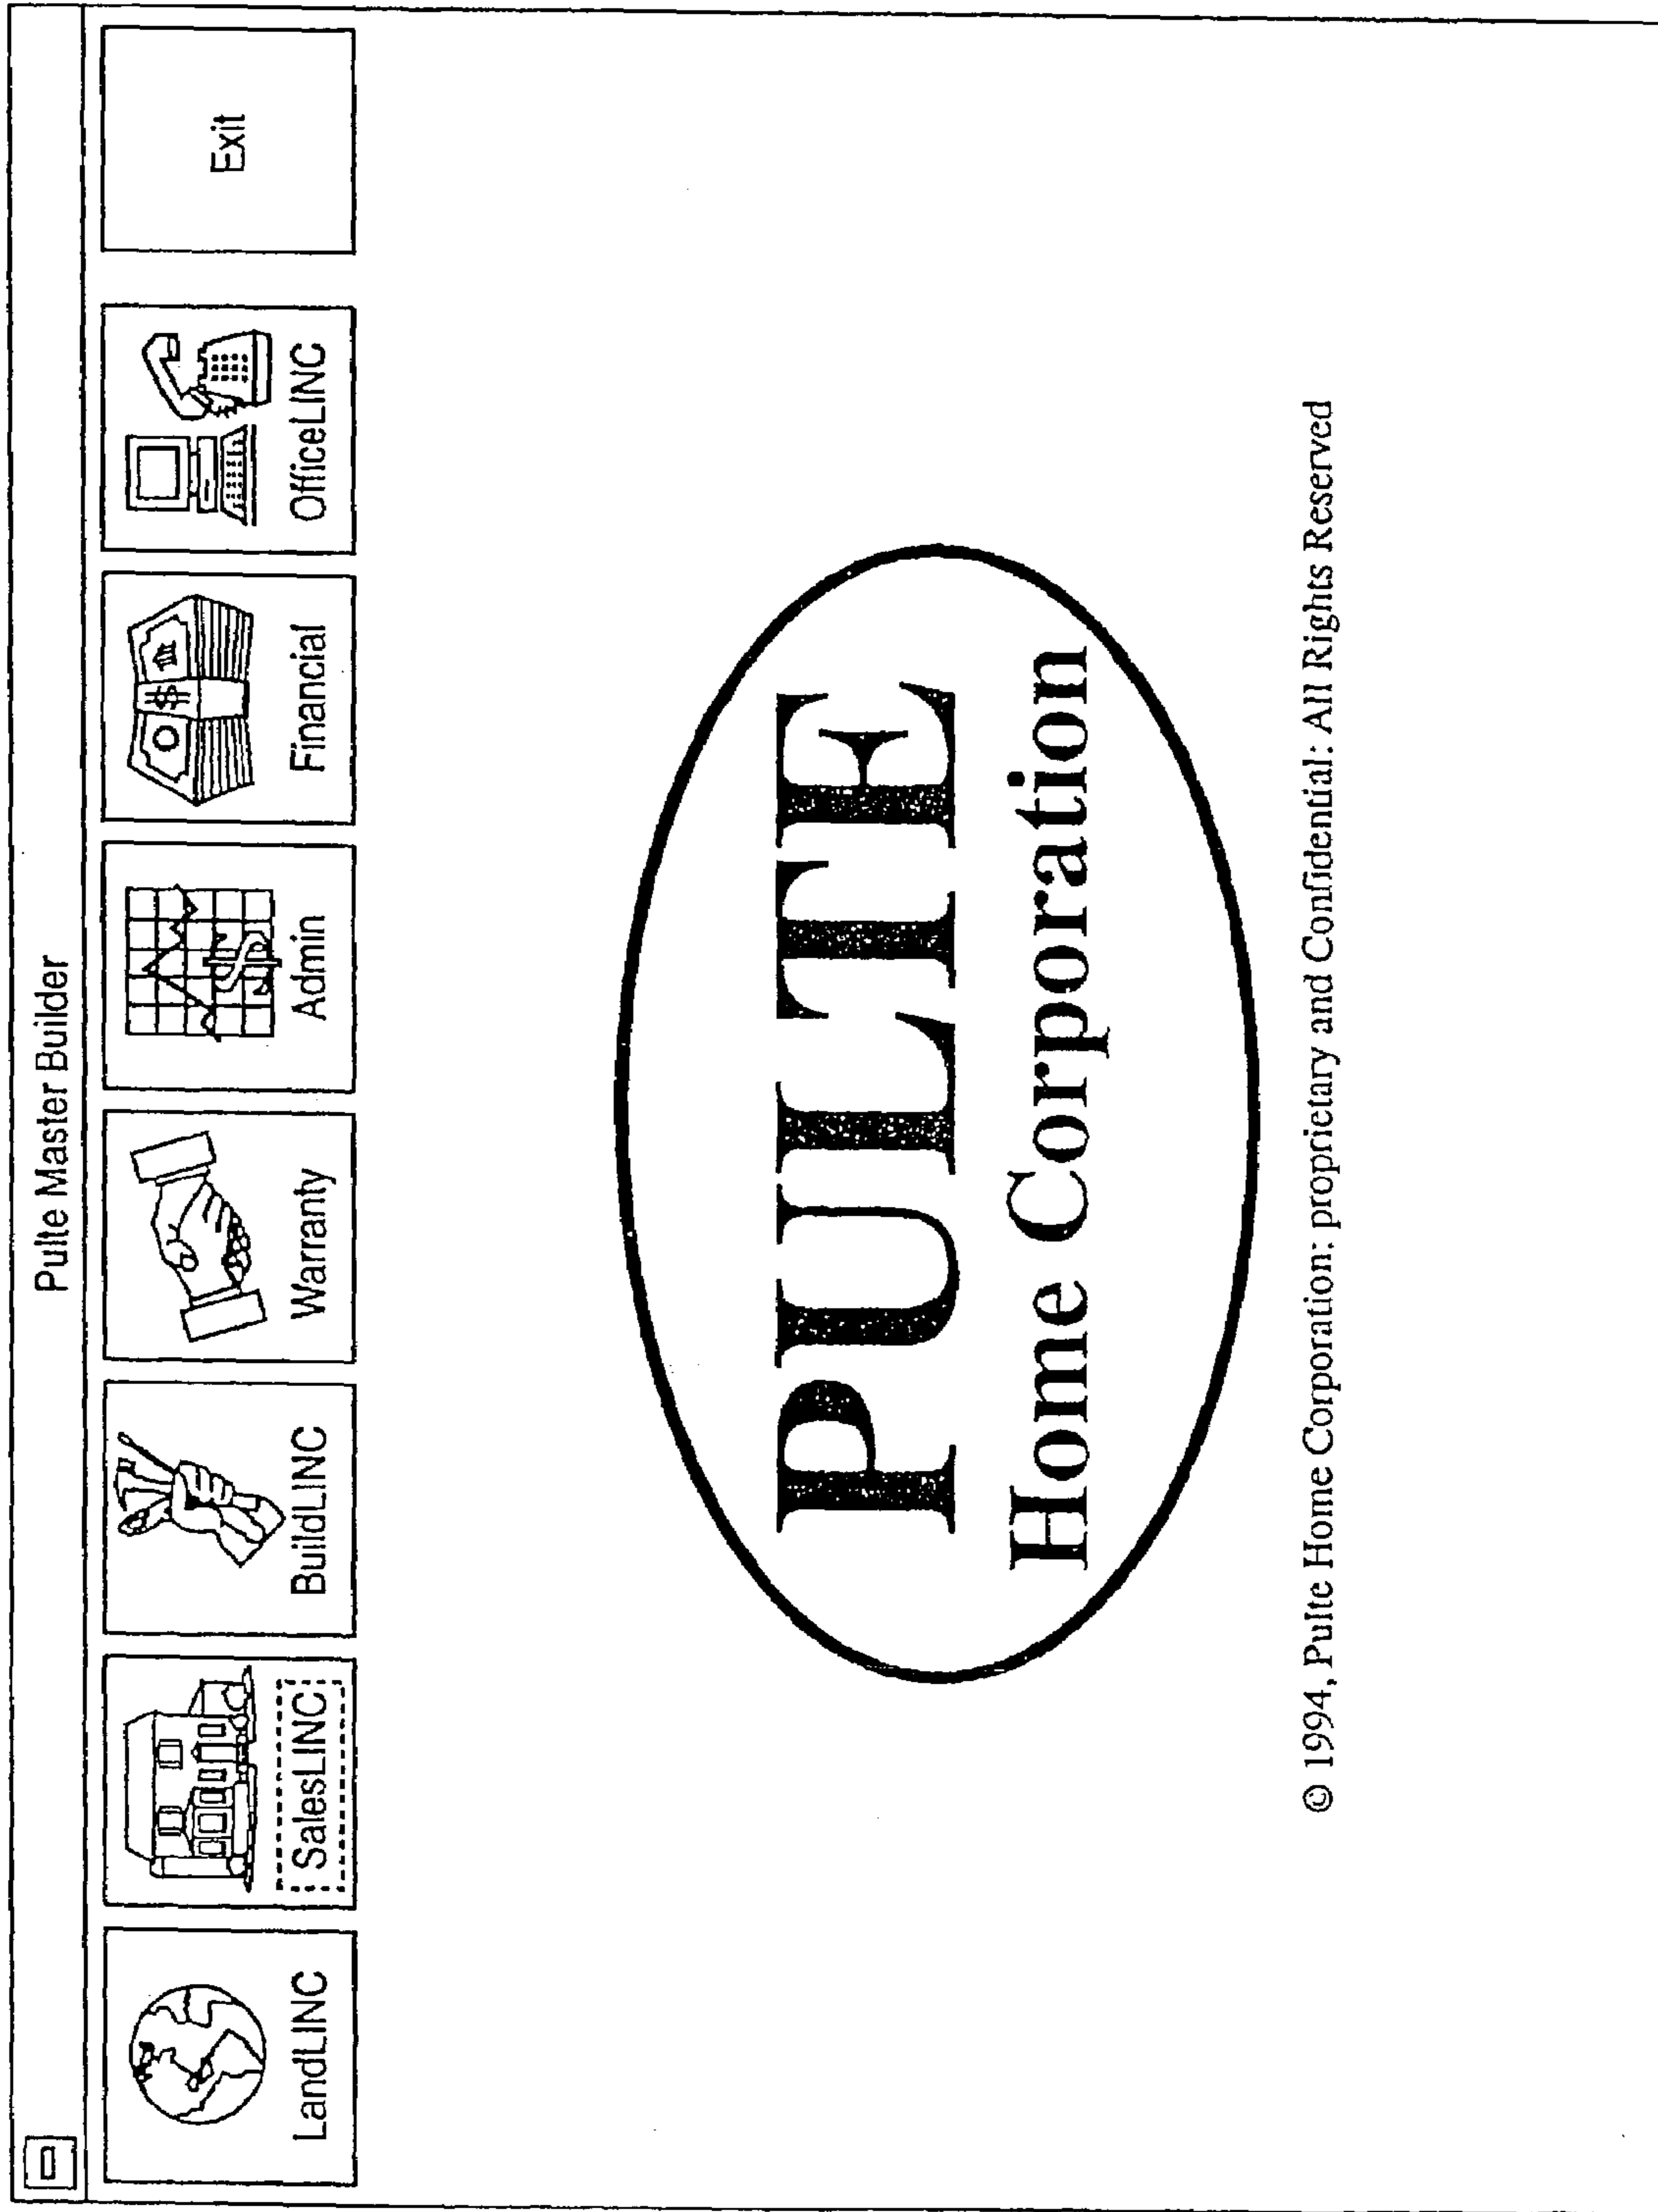 Pulte Master Builder
LandLINC
SalesLINC
BuildLINC
Warranty
Admin
Financial
OfficeLINC
Exit
PULTE
Home Corporation
© 1994, Pulte Home Corporation; proprietary and Confidential: All Rights Reserved